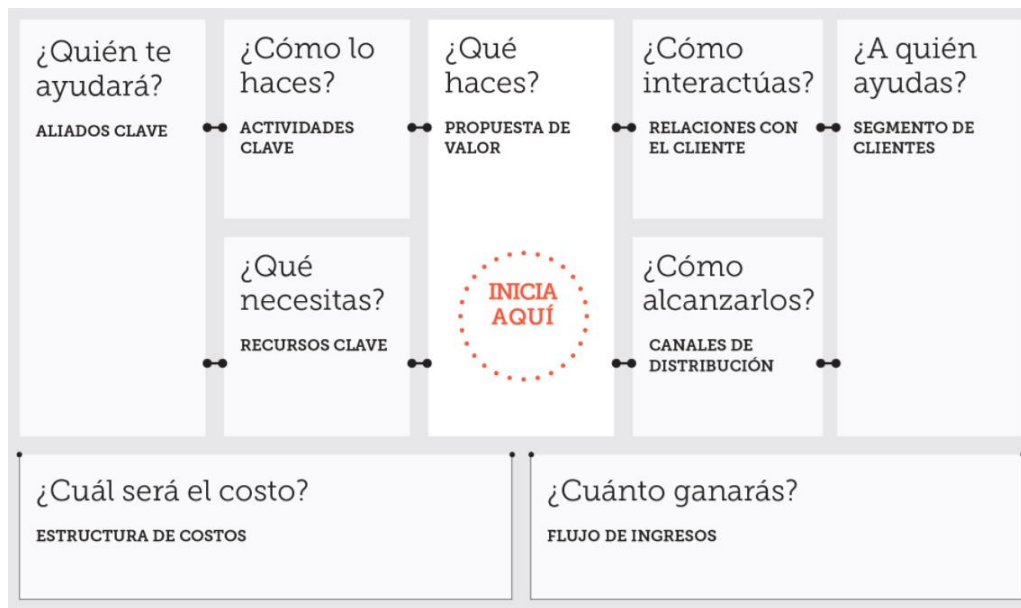 ¿Quién te
ayudará?
ALIADOS CLAVE
¿Cómo lo
haces?
ACTIVIDADES
CLAVE
¿Qué
necesitas?
RECURSOS CLAVE
¿Qué
haces?
PROPUESTA DE
VALOR
INICIA
AQUÍ
¿Cómo
interactúas?
RELACIONES CON
EL CLIENTE
¿Cómo
alcanzarlos?
CANALES DE
DISTRIBUCIÓN
¿A quién
ayudas?
SEGMENTO DE
CLIENTES
¿Cuál será el costo?
ESTRUCTURA DE COSTOS
¿Cuánto ganarás?
FLUJO DE INGRESOS